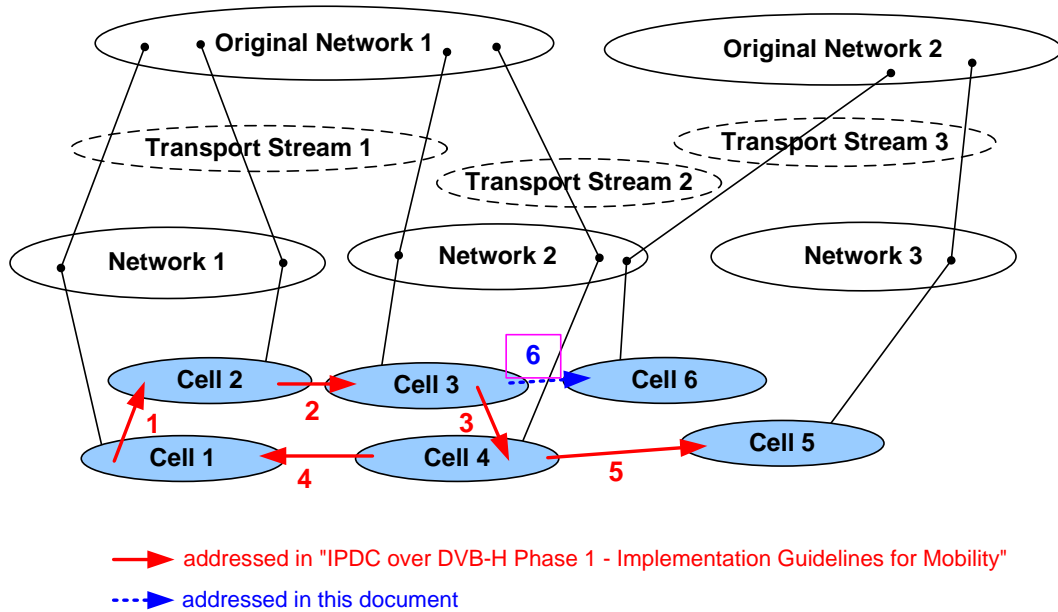 Original Network 1
Original Network 2
Transport Stream 1
Transport Stream 3
Transport Stream 2
Network 1
Network 2
Network 3
6
Cell 2
Cell 3
Cell 6
2
1
3
Cell 1
4
Cell 4
5
Cell 5
addressed in "IPDC over DVB-H Phase 1 - Implementation Guidelines for Mobility"
addressed in this document